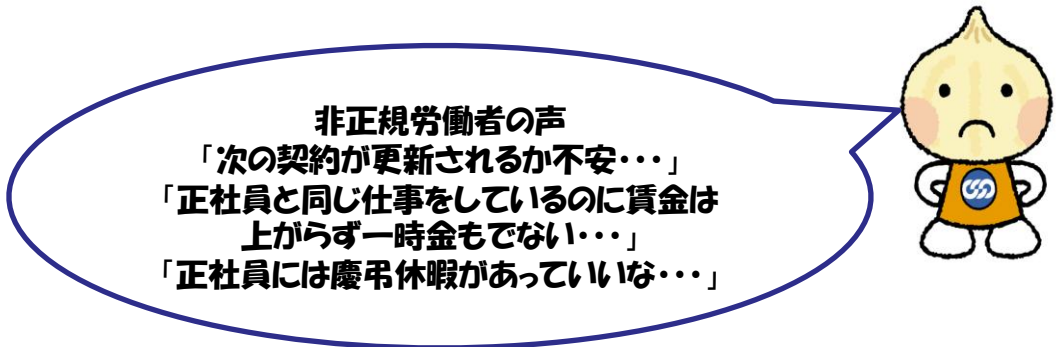 非正規労働者の声
「次の契約が更新されるか不安・・・」
「正社員と同じ仕事をしているのに賃金は
上がらず一時金もでない・・・」
「正社員には慶弔休暇があっていいな・・・」